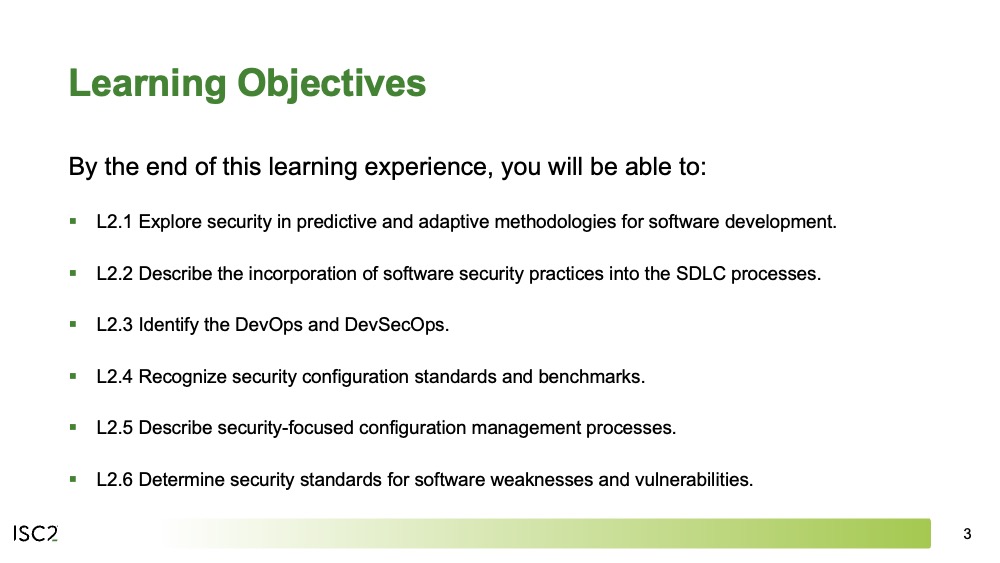 Learning Objectives
By the end of this learning experience, you will be able to:
▪ L2.1 Explore security in predictive and adaptive methodologies for software development.
▪ L2.2 Describe the incorporation of software security practices into the SDLC processes.
▪ L2.3 Identify the DevOps and DevSecOps.
▪ L2.4 Recognize security configuration standards and benchmarks.
▪ L2.5 Describe security-focused configuration management processes.
▪ L2.6 Determine security standards for software weaknesses and vulnerabilities.
ISC2
3